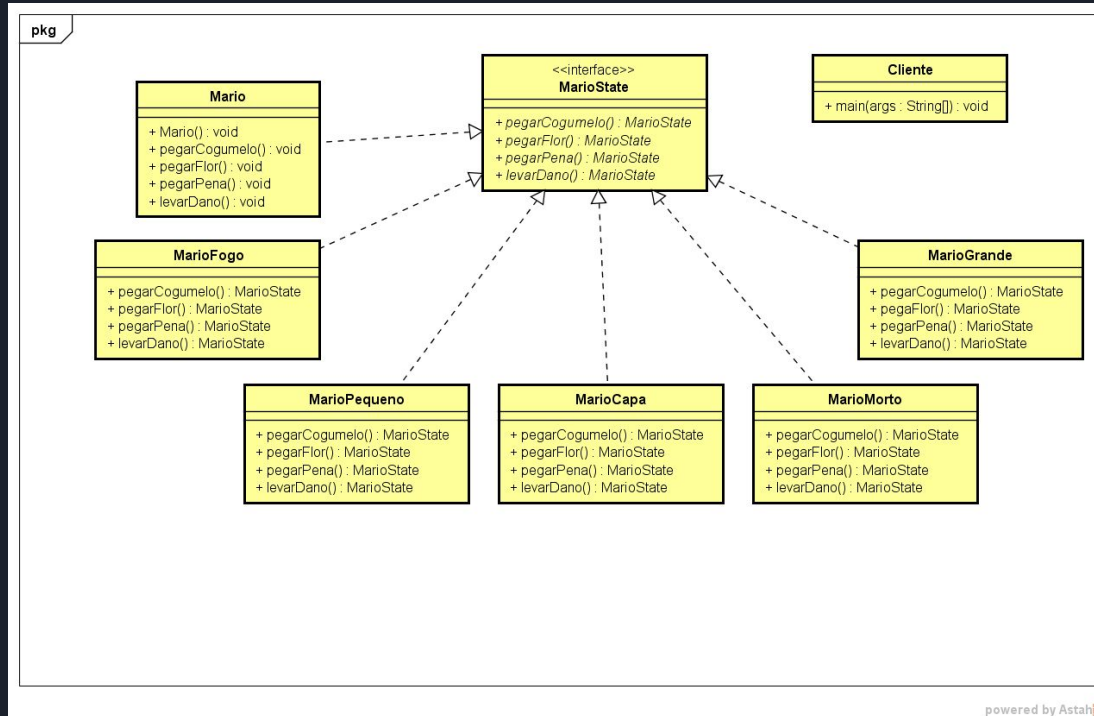 pkg
<<interface>>
MarioState
+ pegarCogumelo() : MarioState
+ pegarFlor() : MarioState
+ pegarPena() : MarioState
+ levarDano() : MarioState
Cliente
+ main(args : String[]) : void
Mario
+ Mario() : void
+ pegarCogumelo() : void
+ pegarFlor() : void
+ pegarPena() : void
+ levarDano() : void
MarioFogo
+ pegarCogumelo() : MarioState
+ pegarFlor() : MarioState
+ pegarPena() : MarioState
+ levarDano() : MarioState
MarioGrande
+ pegarCogumelo() : MarioState
+ pegaFlor() : MarioState
+ pegarPena() : MarioState
+ levarDano() : MarioState
MarioPequeno
+ pegarCogumelo() : MarioState
+ pegarFlor() : MarioState
+ pegarPena() : MarioState
+ levarDano() : MarioState
MarioCapa
+ pegarCogumelo() : MarioState
+ pegarFlor() : MarioState
+ pegarPena() : MarioState
+ levarDano() : MarioState
MarioMorto
+ pegarCogumelo() : MarioState
+ pegarFlor() : MarioState
+ pegarPena() : MarioState
+ levarDano() : MarioState
powered by Astah